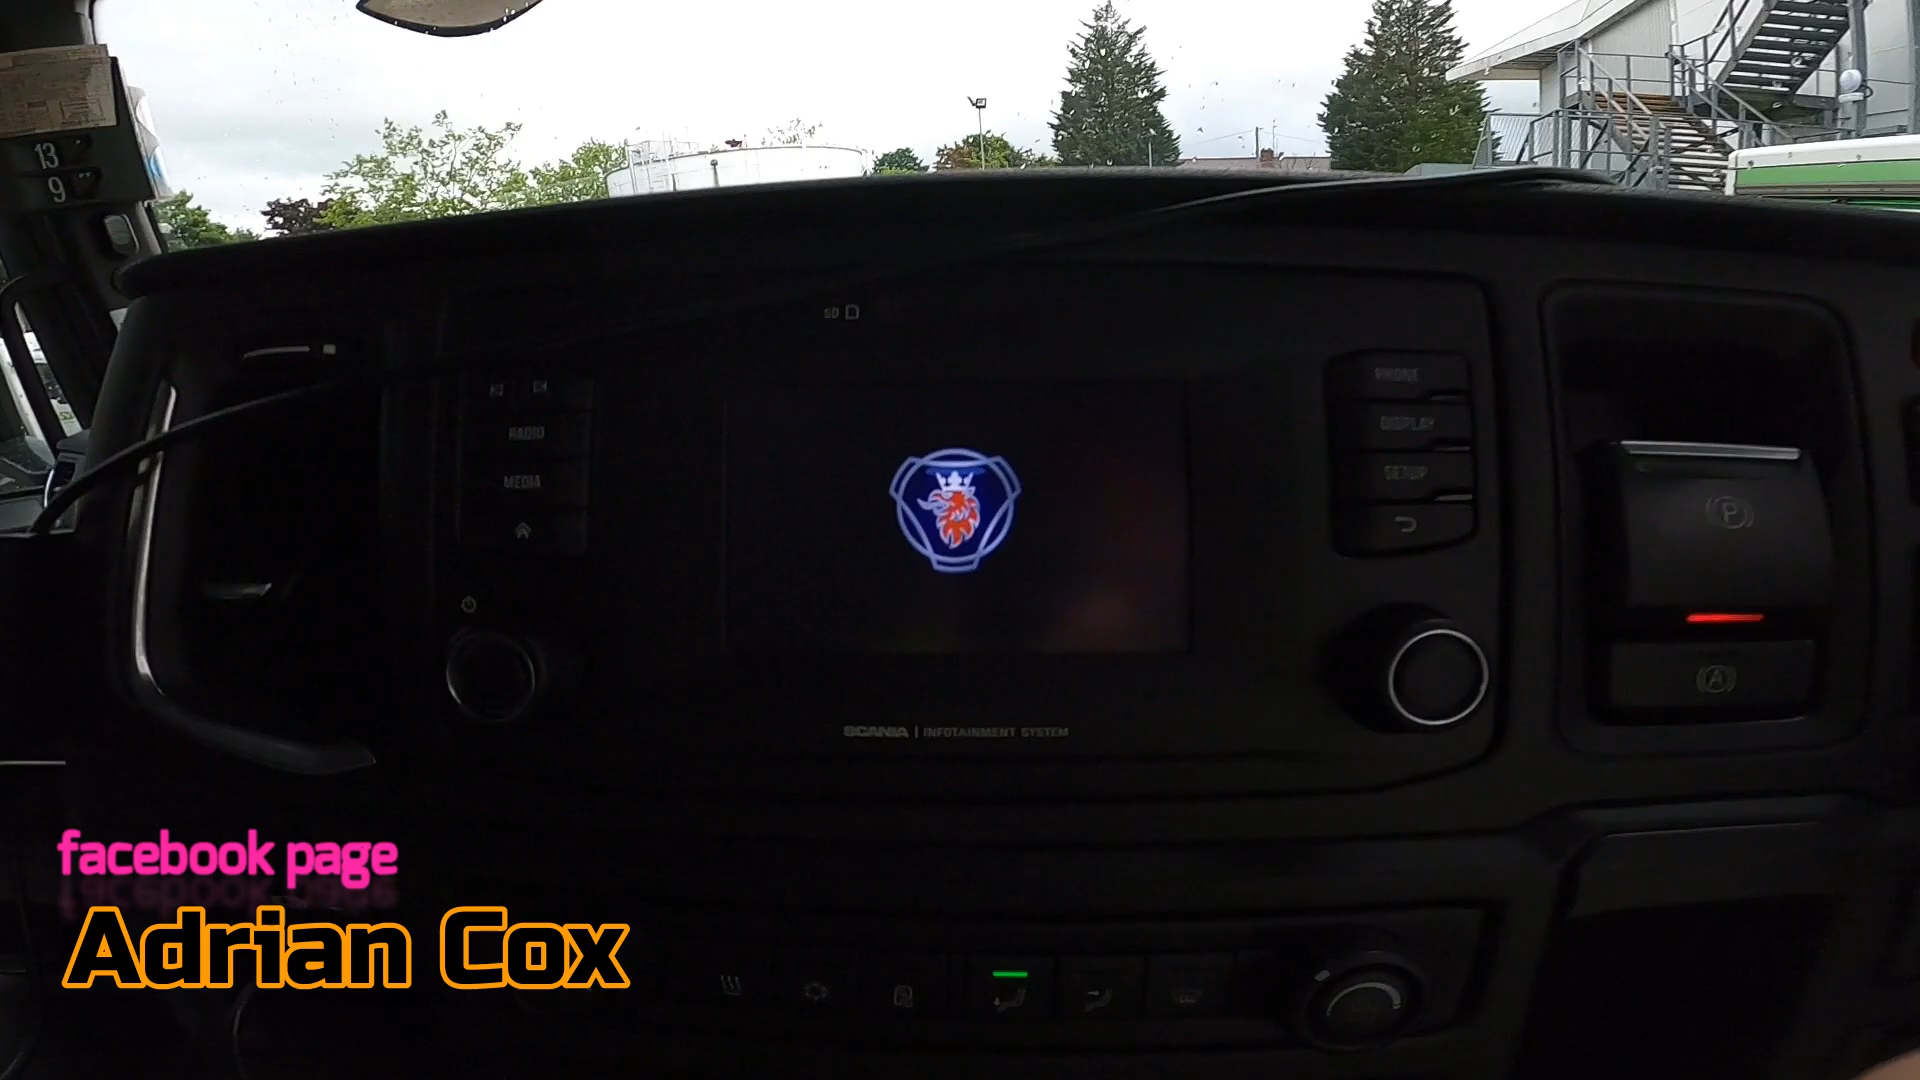 13
9"
SD
RADIO
MEDIA
PHONE
DISPLAY
SETUP
P
A
SCANIA | INFOTAINMENT SYSTEM
facebook page
Adrian Cox